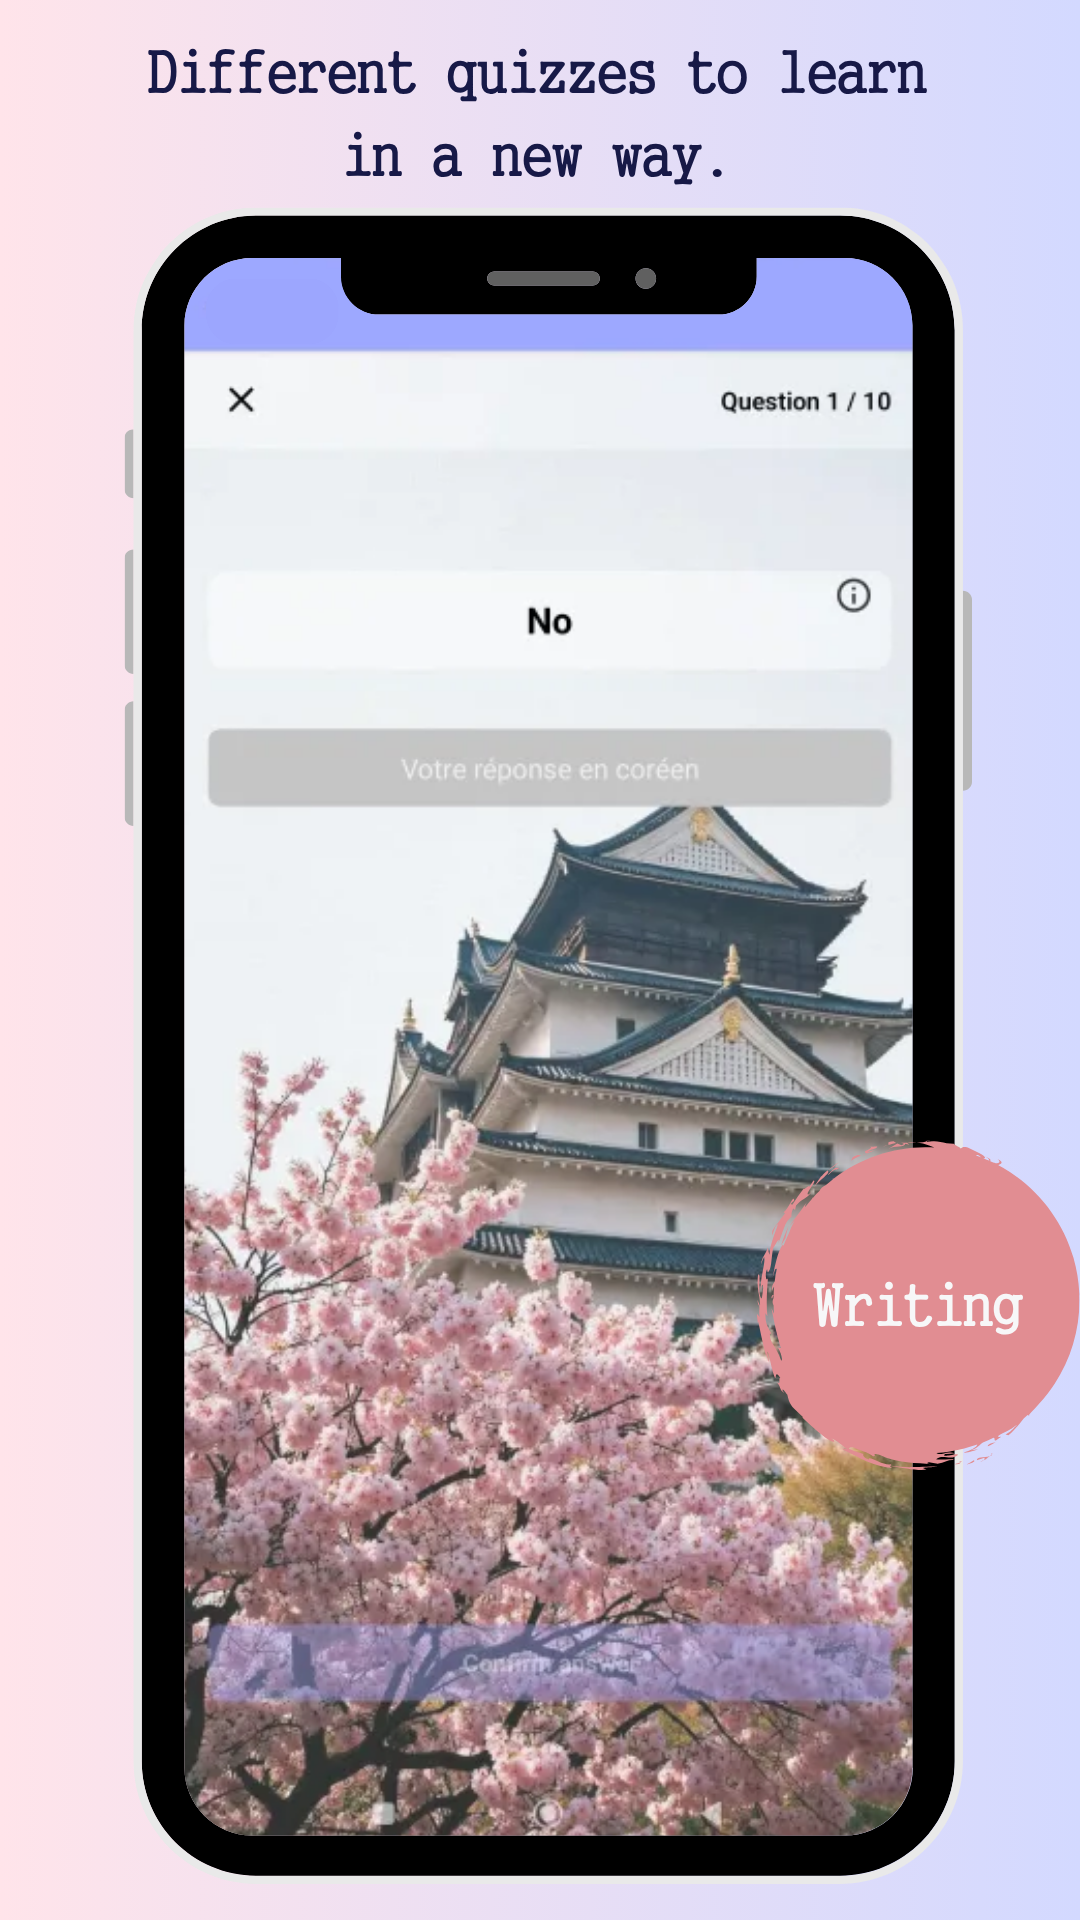 Different quizzes to learn
in a new way.
Question 1 / 10
No
Votre réponse en coréen
Writing
Confirm answer